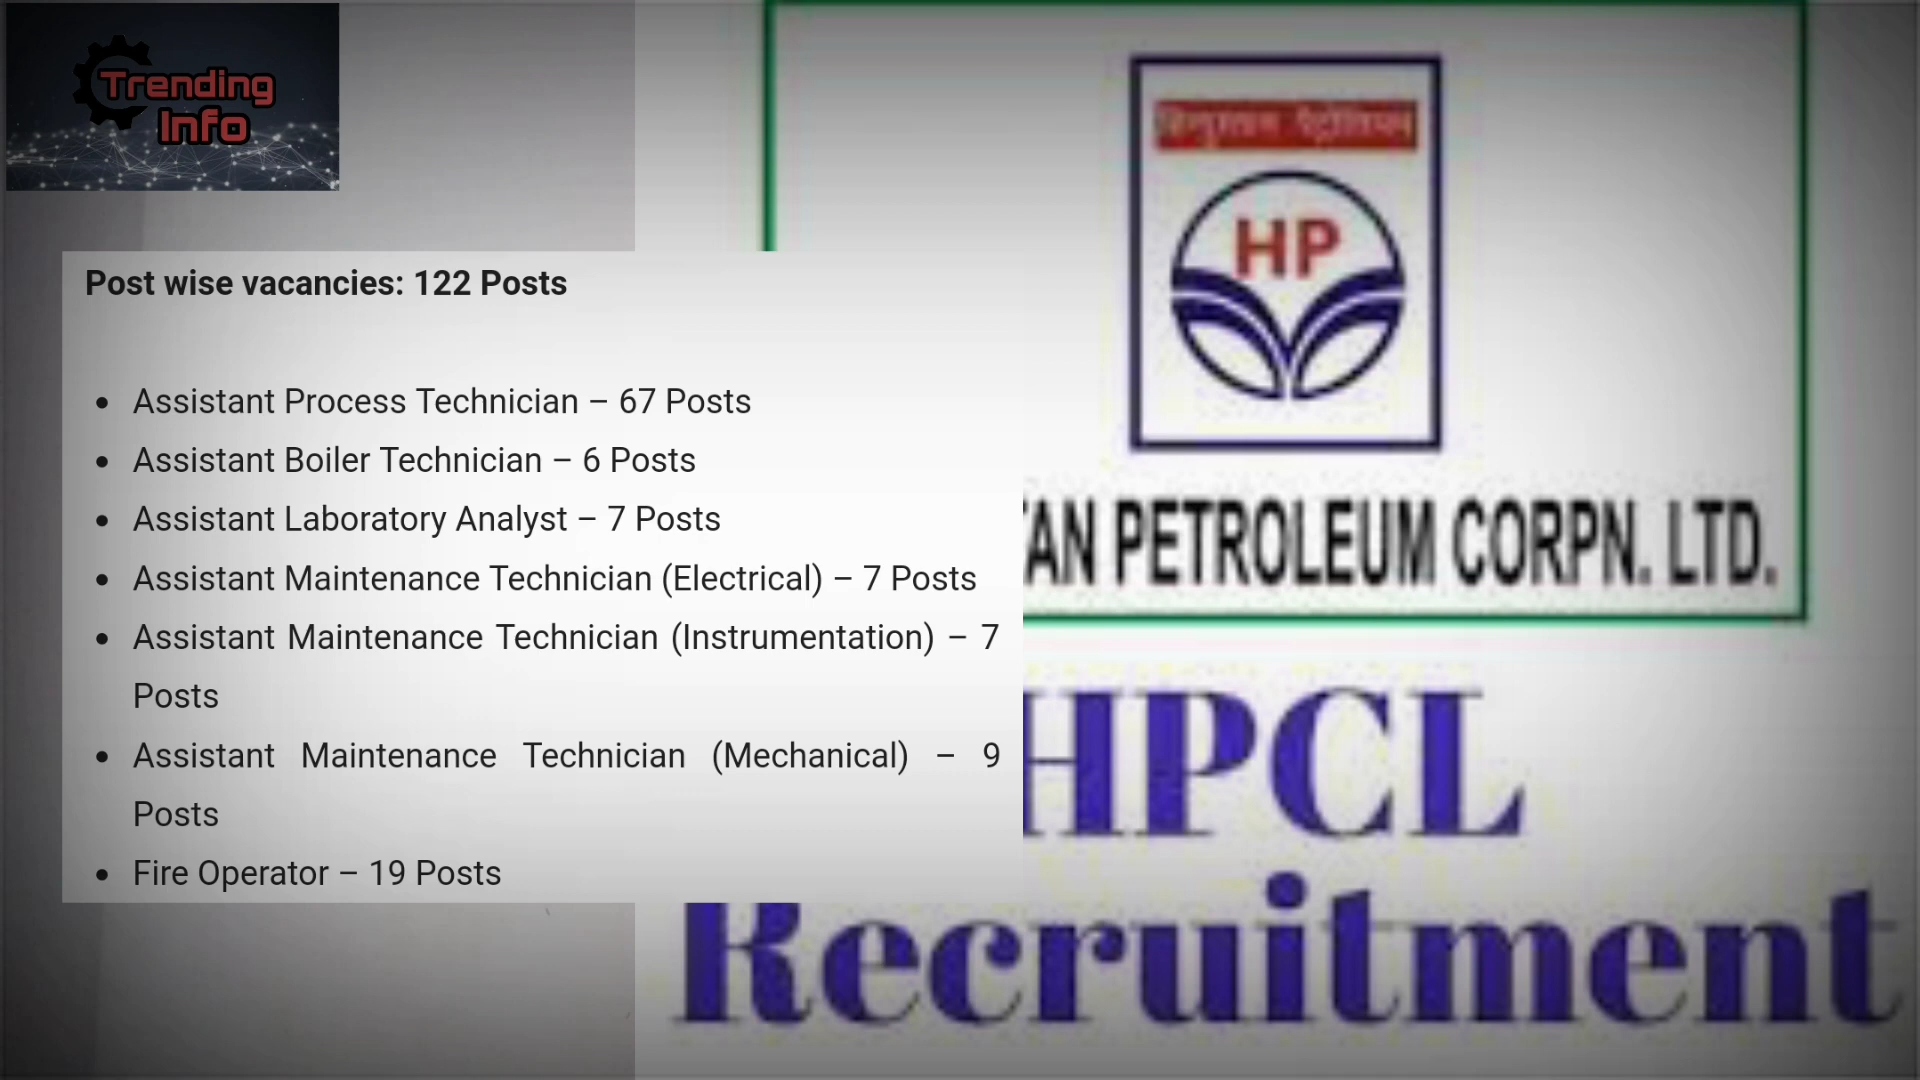 Trending
Info
हिन्दुस्तान पेट्रोलियम
HP
Post wise vacancies: 122 Posts
Assistant Process Technician – 67 Posts
Assistant Boiler Technician – 6 Posts
Assistant Laboratory Analyst – 7 Posts
Assistant Maintenance Technician (Electrical) – 7 Posts
Assistant Maintenance Technician (Instrumentation) – 7
Posts
Assistant Maintenance Technician (Mechanical) – 9
Posts
Fire Operator – 19 Posts
TAN PETROLEUM CORPN. LTD.
HPCL
Recruitment